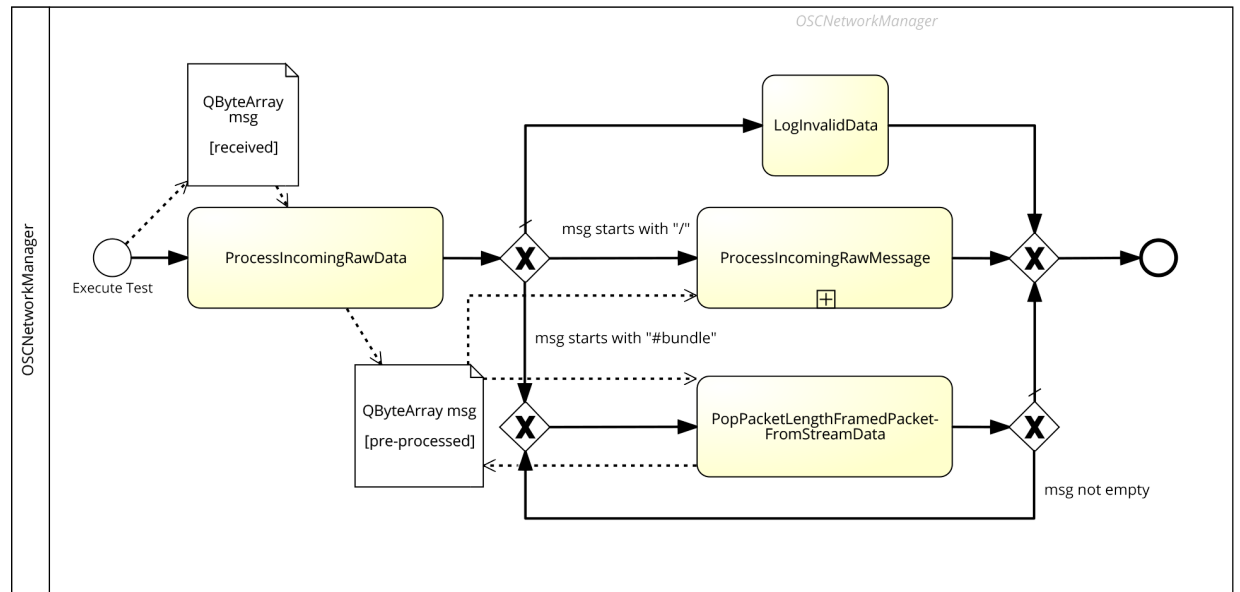 OSCNetworkManager
OSCNetworkManager
QByteArray
msg
[received]
LogInvalidData
msg starts with "/"
ProcessIncomingRawData
ProcessIncomingRawMessage
Execute Test
msg starts with "#bundle"
QByteArray msg
[pre-processed]
PopPacketLengthFramedPacket-
FromStreamData
msg not empty